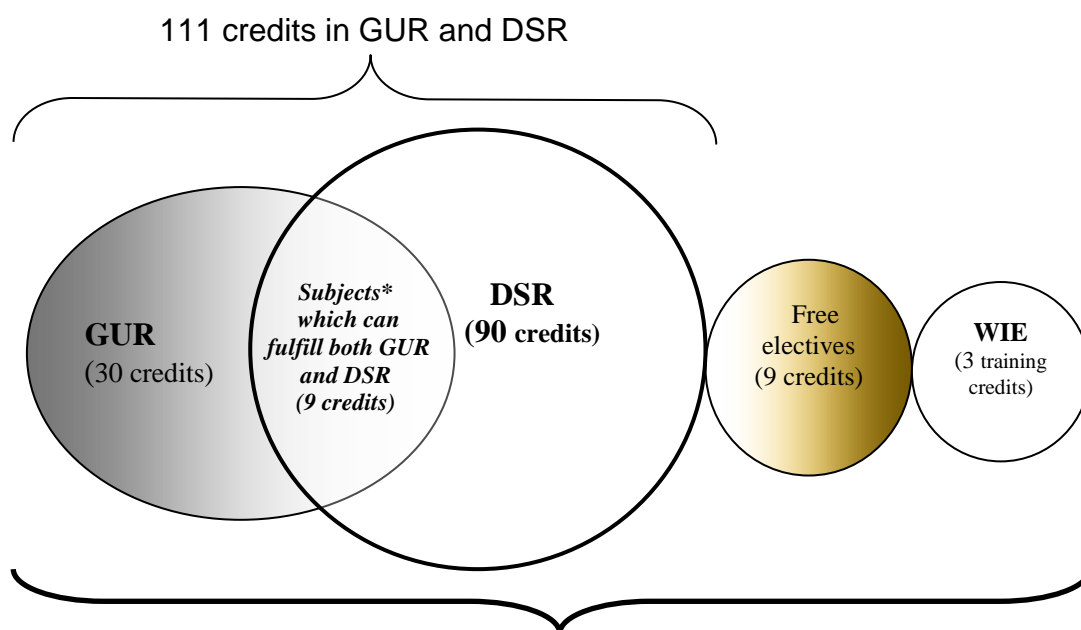 111 credits in GUR and DSR
GUR
(30 credits)
Subjects*
which can
fulfill both GUR
and DSR
(9 credits)
DSR
(90 credits)
Free
electives
(9 credits)
WIE
(3 training
credits)